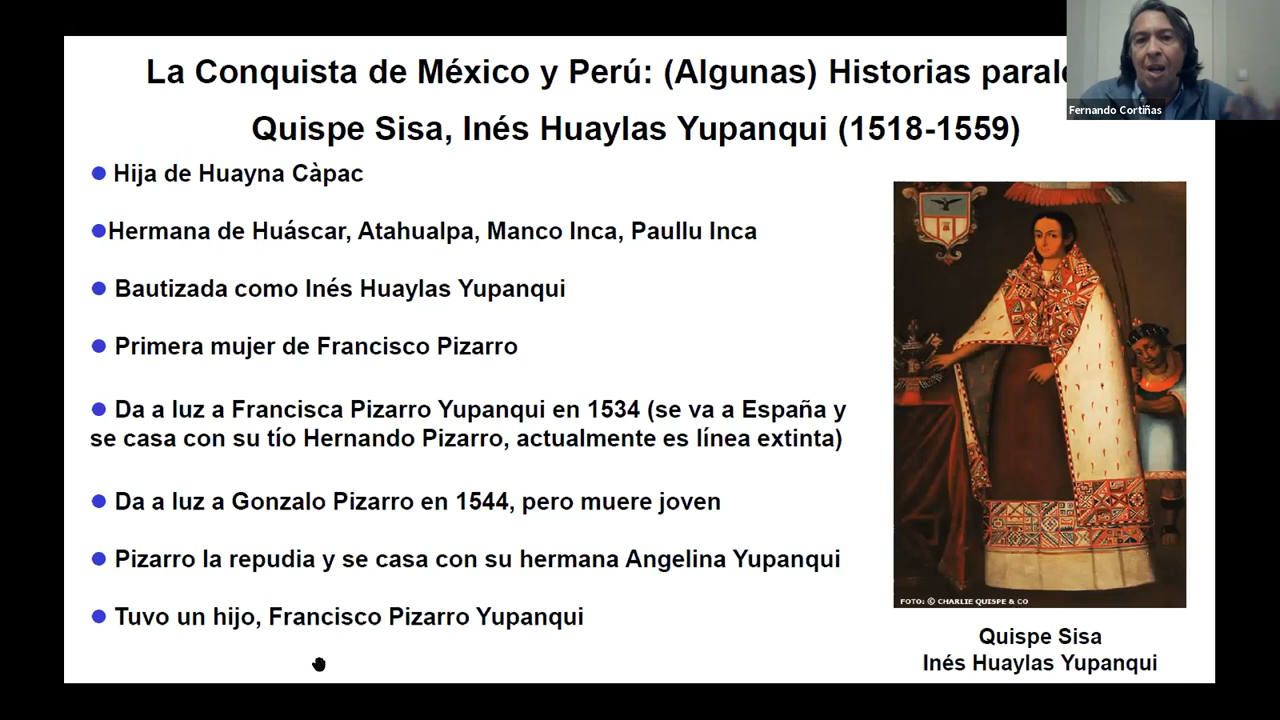 La Conquista de México y Perú: (Algunas) Historias paral
Quispe Sisa, Inés Huaylas Yupanqui (1518-1559)
Fernando Cortiñas
● Hija de Huayna Càpac
●Hermana de Huáscar, Atahualpa, Manco Inca, Paullu Inca
● Bautizada como Inés Huaylas Yupanqui
● Primera mujer de Francisco Pizarro
● Da a luz a Francisca Pizarro Yupanqui en 1534 (se va a España y
se casa con su tío Hernando Pizarro, actualmente es línea extinta)
● Da a luz a Gonzalo Pizarro en 1544, pero muere joven
● Pizarro la repudia y se casa con su hermana Angelina Yupanqui
● Tuvo un hijo, Francisco Pizarro Yupanqui
FOTO: © CHARLIE QUISPE & CO
Quispe Sisa
Inés Huaylas Yupanqui